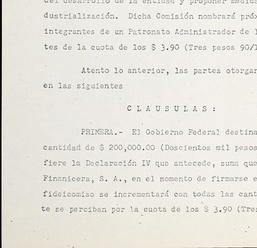 del desarrollo de la entidad y proponer medidas
dustrialización. Dicha Comisión nombrará próx
integrantes de un Patronato Administrador de l
tes de la cuota de los $ 3.90 (Tres pesos 90/1
Atento lo anterior, las partes otorgan
en las siguientes
C L A U S U L A S :
PRIMERA.- El Gobierno Federal destina
cantidad de $ 200,000.00 (Doscientos mil pesos
fiere la Declaración IV que antecede, suma que
Financiera, S. A., en el momento de firmarse e
fideicomiso se incrementará con todas las cant
te se perciban por la cuota de los $ 3.90 (Tres